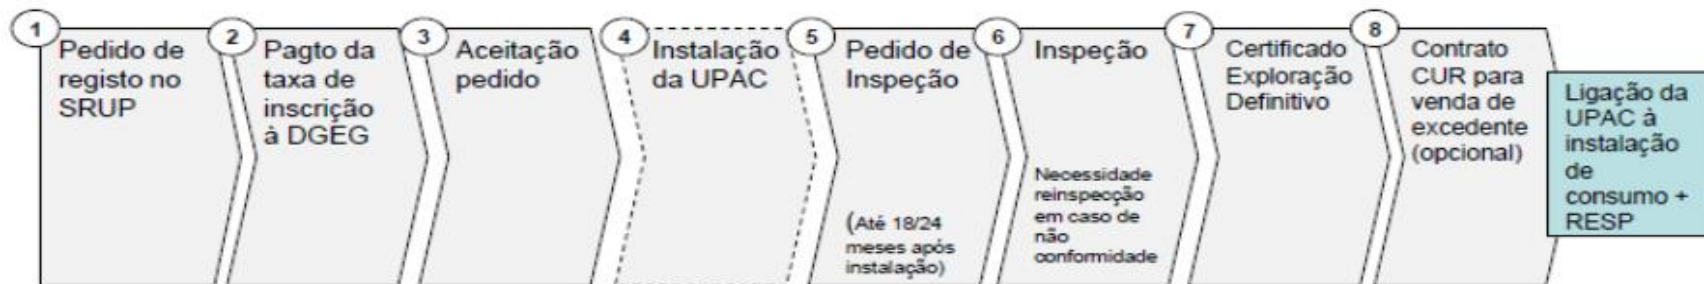 1
Pedido de
registo no
SRUP
2
Pagto da
taxa de
inscrição
à DGEG
3
Aceitação
pedido
4
Instalação
da UPAC
5
Pedido de
Inspeção
(Até 18/24
meses após
instalação)
6
Inspeção
Necessidade
reinspecção
em caso de
não
conformidade
7
Certificado
Exploração
Definitivo
8
Contrato
CUR para
venda de
excedente
(opcional)
Ligação da
UPAC à
instalação
de
consumo +
RESP